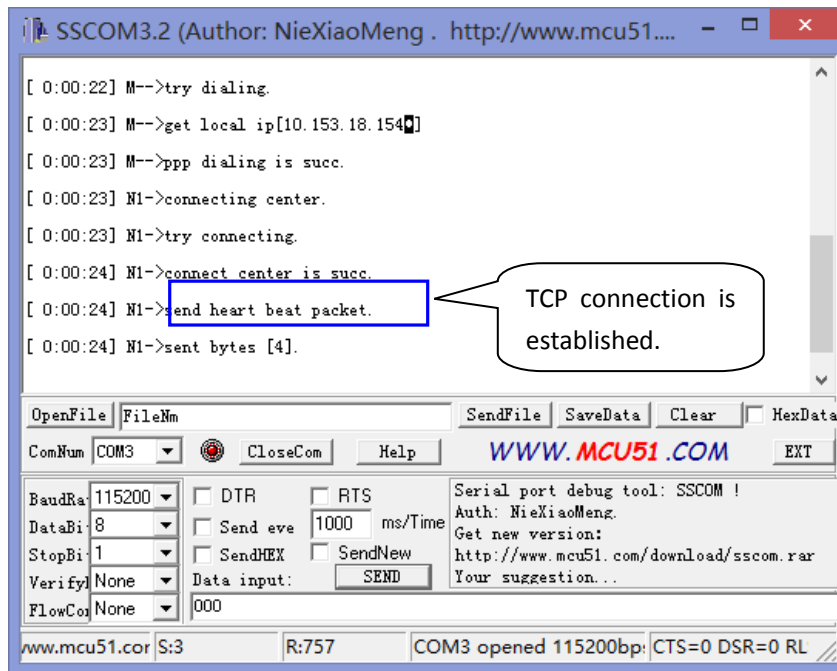 SSCOM3.2 (Author: NieXiaoMeng . http://www.mcu51....
[ 0:00:22] M-->try dialing.
[ 0:00:23] M-->get local ip[10.153.18.154]
[ 0:00:23] M-->ppp dialing is succ.
[ 0:00:23] N1->connecting center.
[ 0:00:23] N1->try connecting.
[ 0:00:24] N1->connect center is succ.
[ 0:00:24] N1->send heart beat packet.
[ 0:00:24] N1->sent bytes [4].
TCP connection is
established.
OpenFile FileNm SendFile SaveData Clear HexData
ComNum COM3 CloseCom Help WWW.MCU51.COM EXT
BaudRa 115200 DTR RTS
DataBi 8 Send eve 1000 ms/Time
StopBi 1 SendHEX SendNew
Verify None Data input: SEND
FlowCo None 000
Serial port debug tool: SSCOM !
Auth: NieXiaoMeng.
Get new version:
http://www.mcu51.com/download/sscom.rar
Your suggestion...
www.mcu51.cor S:3 R:757 COM3 opened 115200bp CTS=0 DSR=0 RL